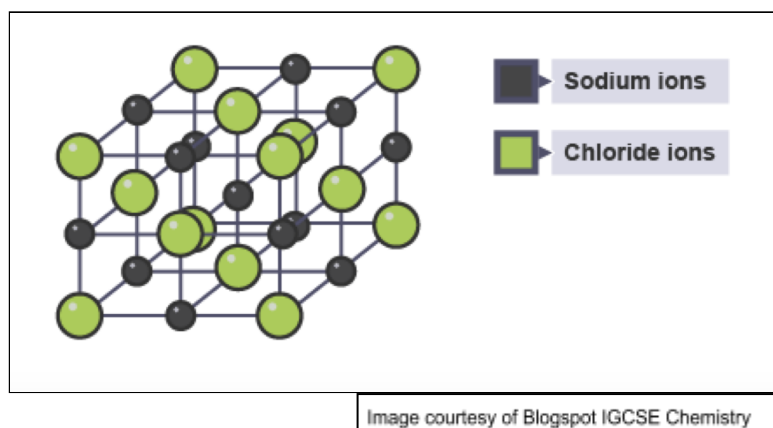 Sodium ions
Chloride ions
Image courtesy of Blogspot IGCSE Chemistry